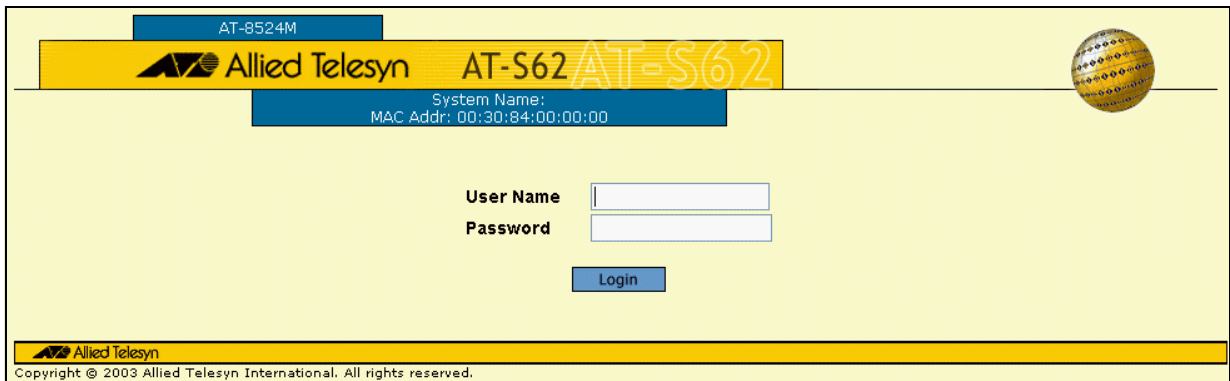 AT-8524M
Allied Telesyn AT-S62 AT-S62
System Name:
MAC Addr: 00:30:84:00:00:00
User Name
Password
Login
Allied Telesyn
Copyright © 2003 Allied Telesyn International. All rights reserved.